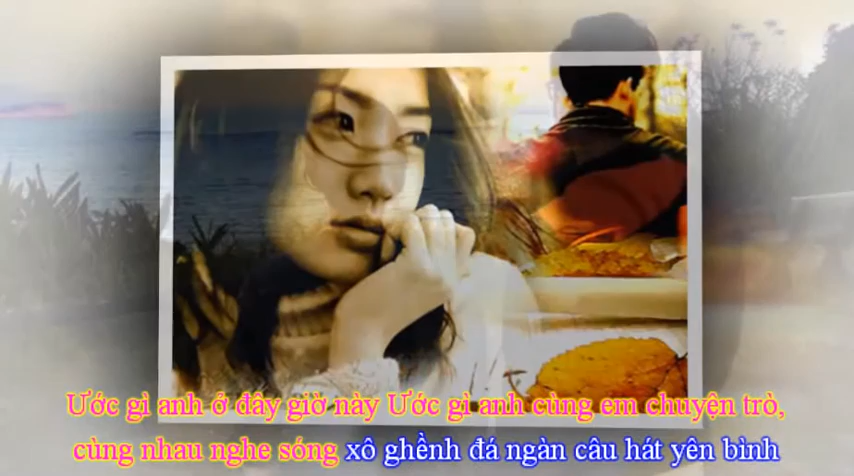 Ước gì anh ở đây giờ này Ước gì anh cùng em chuyện trò,
cùng nhau nghe sóng xô ghềnh đá ngàn câu hát yên bình